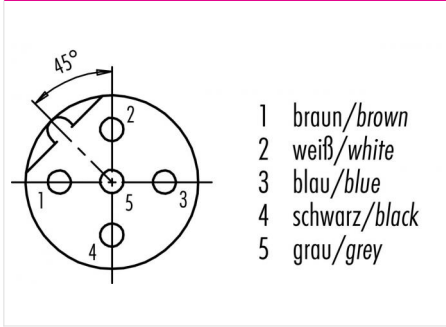 45°
2
1
5
3
4
1 braun/brown
2 weiß/white
3 blau/blue
4 schwarz/black
5 grau/grey